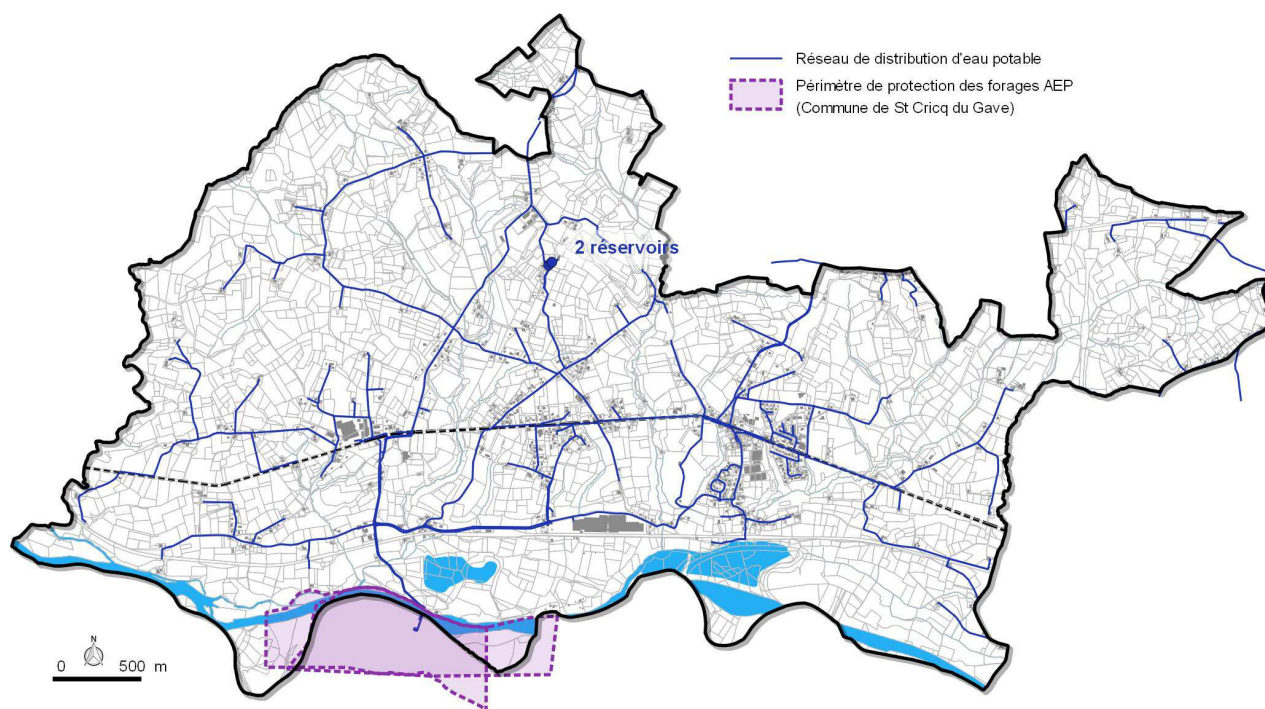 Réseau de distribution d'eau potable
Périmètre de protection des forages AEP
(Commune de St Cricq du Gave)
2 réservoirs
N
0 500 m